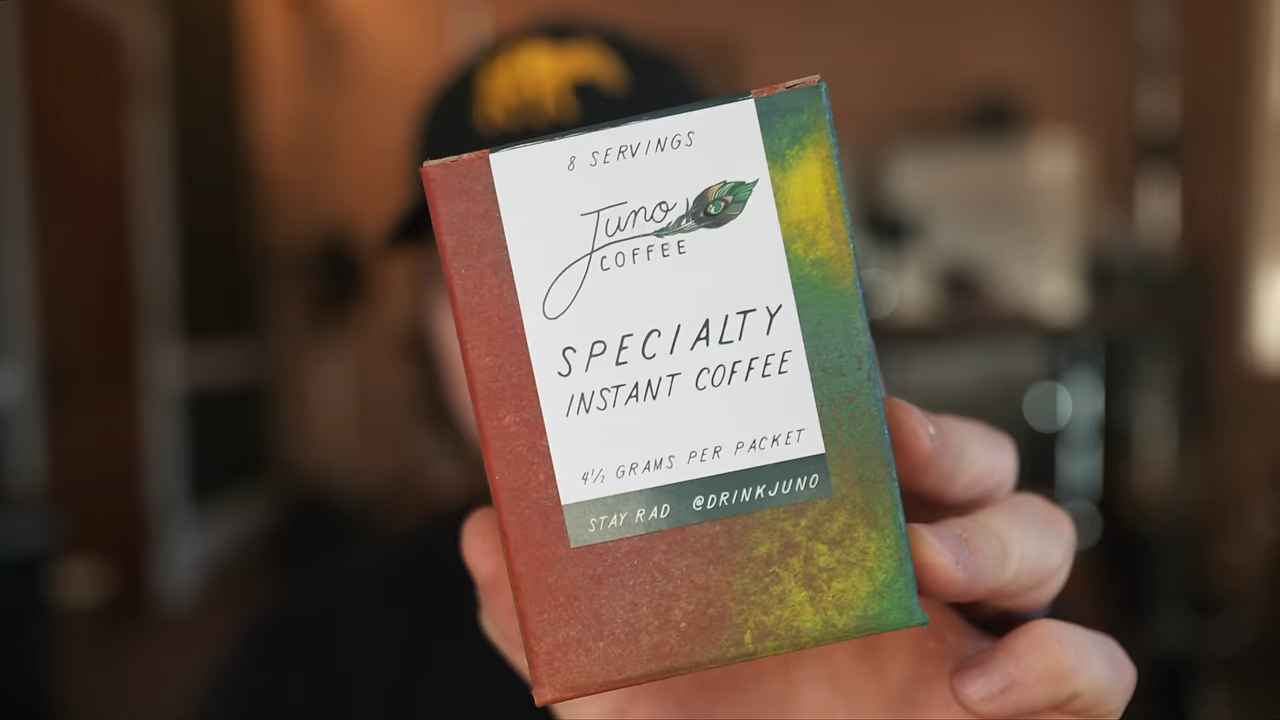 8 SERVINGS
Juno
COFFEE
SPECIALTY
INSTANT COFFEE
4½ GRAMS PER PACKET
STAY RAD @DRINKJUNO